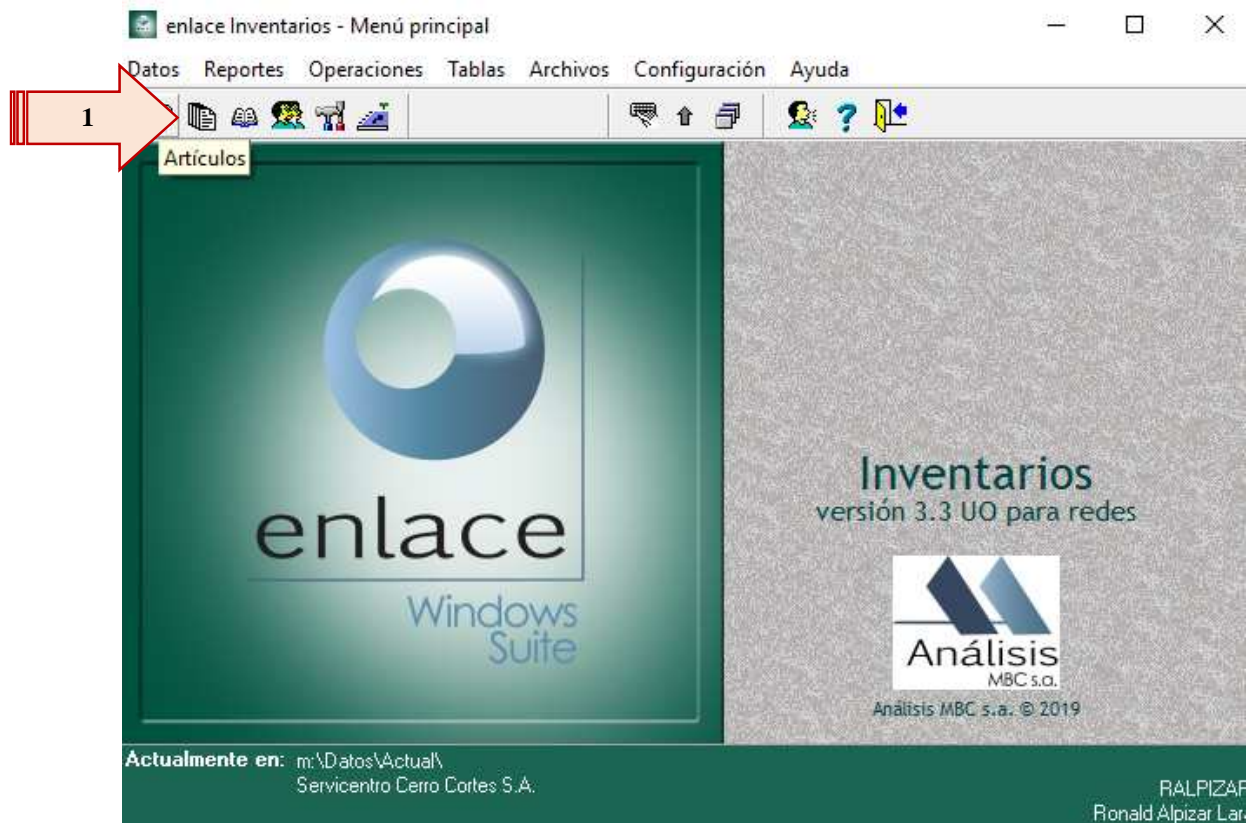 enlace Inventarios - Menú principal
Datos Reportes Operaciones Tablas Archivos Configuración Ayuda
1
Artículos
enlace
Windows
Suite
Inventarios
versión 3.3 UO para redes
Análisis
MBC s.a.
Análisis MBC s.a. © 2019
Actualmente en: m:\Datos\Actual\
Servicentro Cerro Cortes S.A.
RALPIZAR
Ronald Alpizar Lara